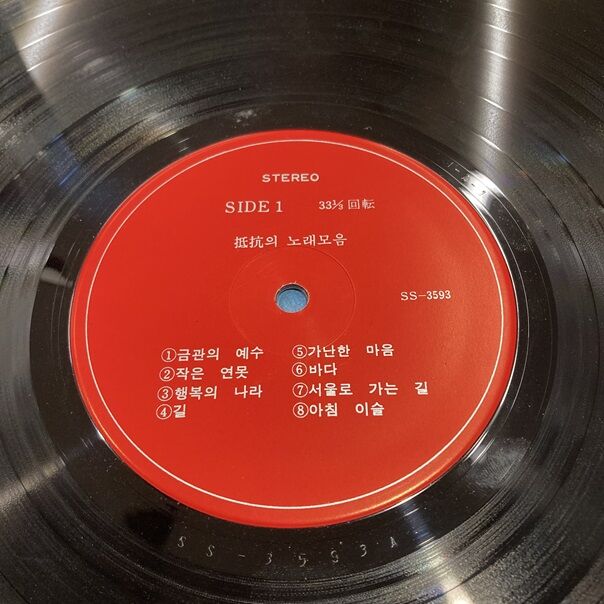 STEREO
SIDE 1 33⅓ 回転
抵抗의 노래모음
SS-3593
①금관의 예수
②작은 연못
③행복의 나라
④길
⑤가난한 마음
⑥바다
⑦서울로 가는 길
⑧아침 이슬
SS-3593A